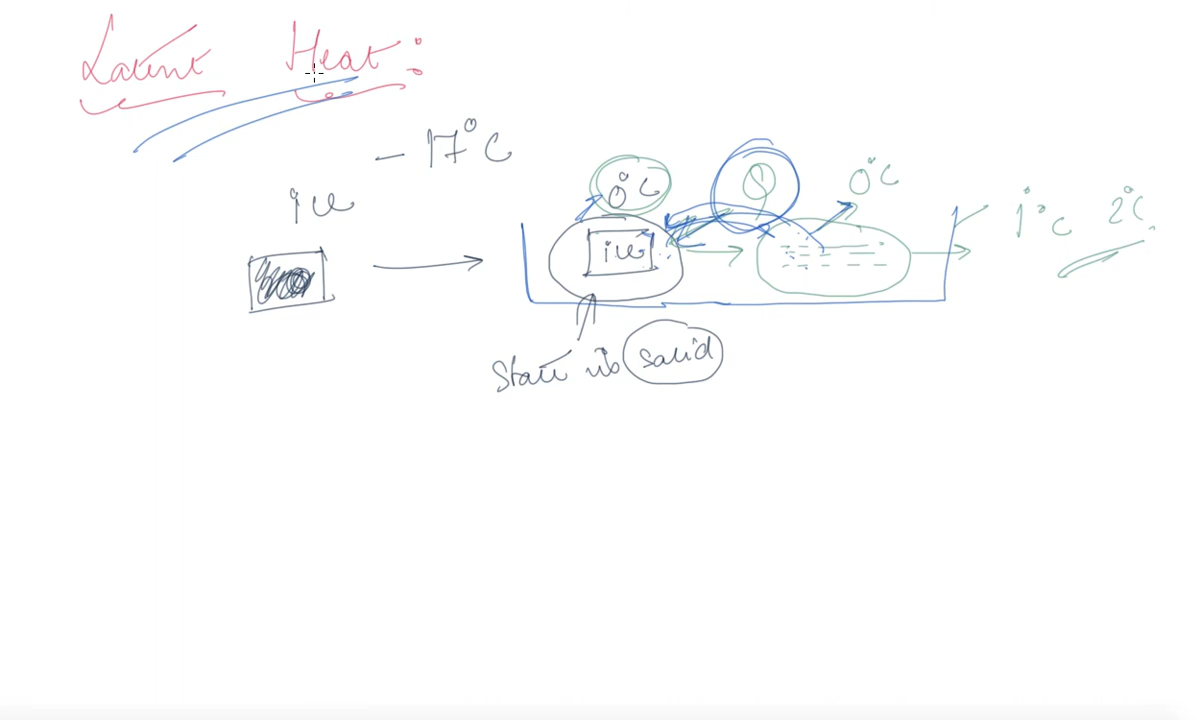 Latent Heat:
- 17°C
ice
0°C
0°C
1°C 2°C
ice
State is solid